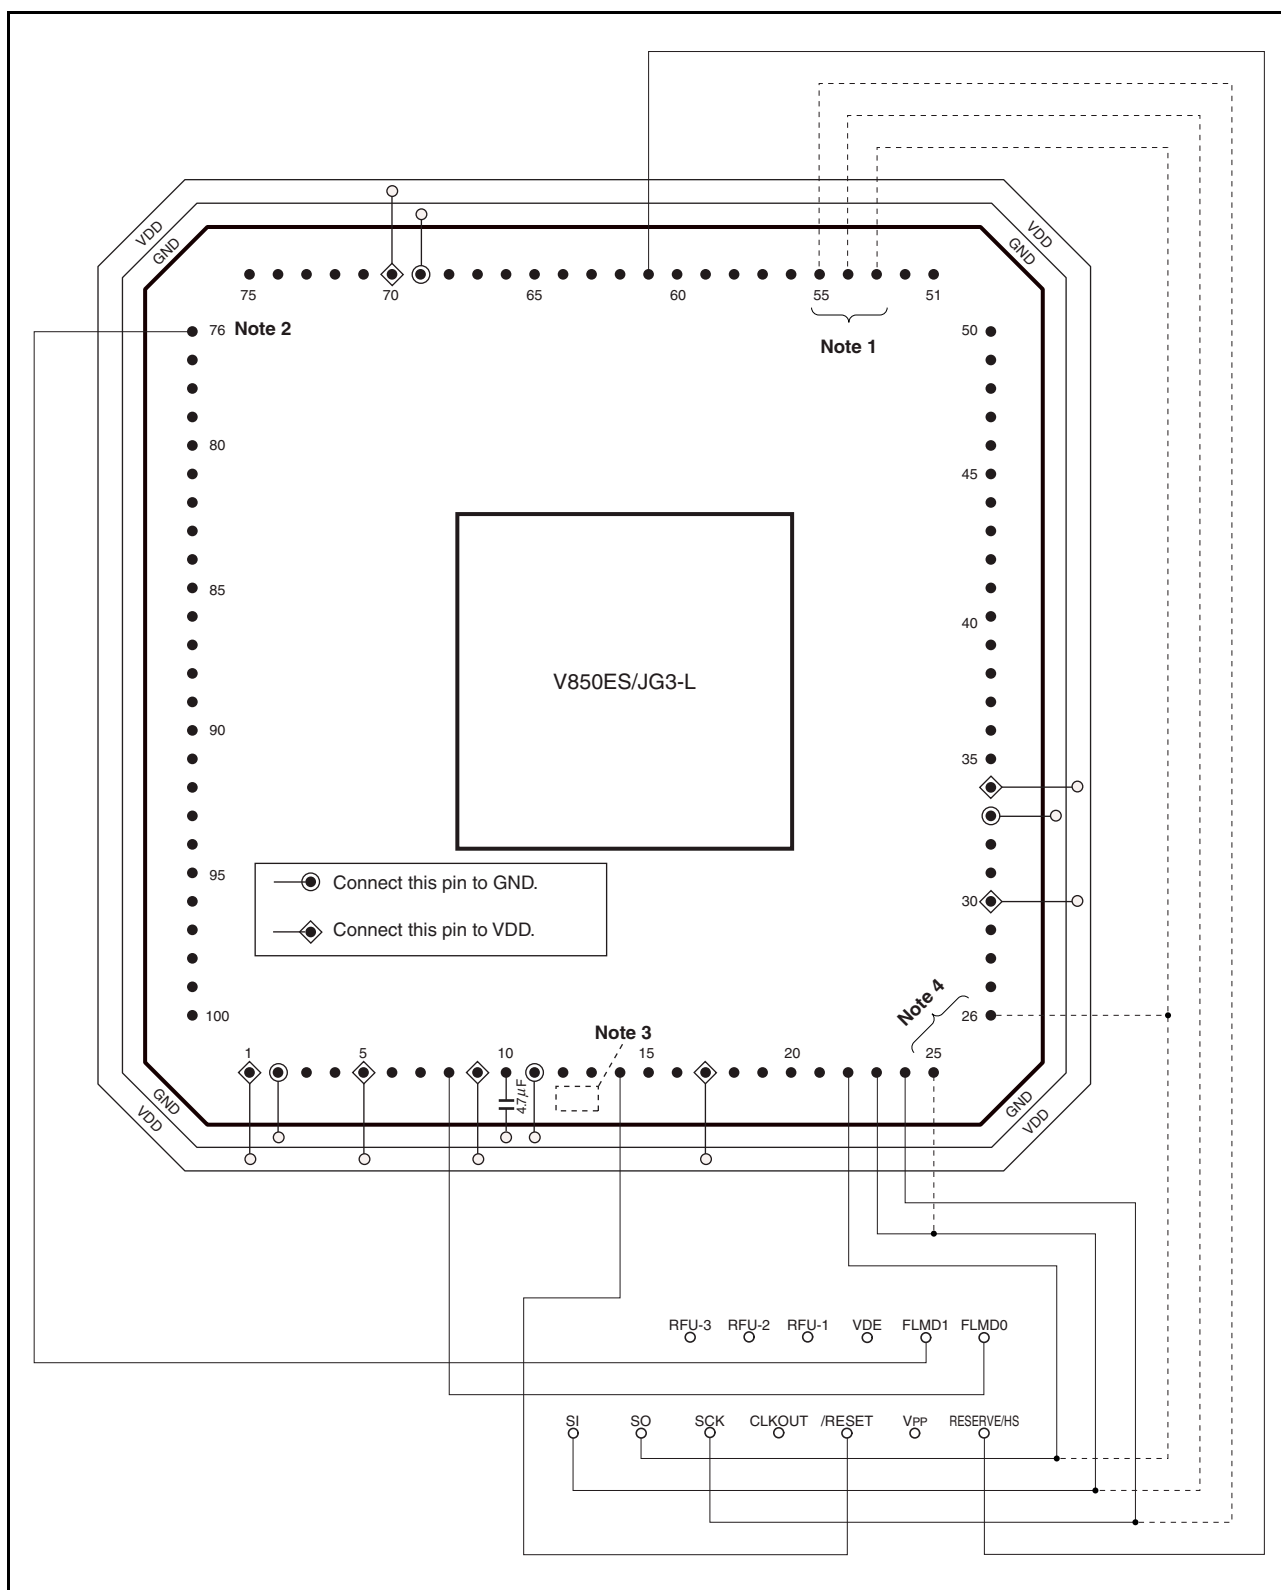 VDD
GND
VDD
GND
75
70
65
60
55
51
76 Note 2
Note 1
50
80
45
85
40
V850ES/JG3-L
90
35
95
Connect this pin to GND.
30
Connect this pin to VDD.
100
Note 4
26
Note 3
1
5
10
15
20
25
4.7μF
GND
VDD
GND
VDD
RFU-3 RFU-2 RFU-1 VDE FLMD1 FLMD0
SI SO SCK CLKOUT /RESET VPP RESERVE/HS